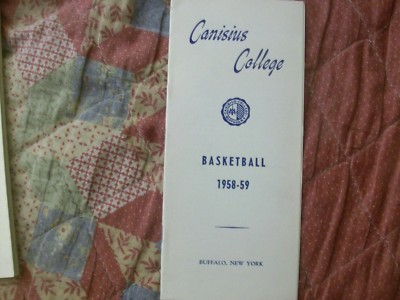 Canisius
College
BASKETBALL
1958-59
BUFFALO, NEW YORK